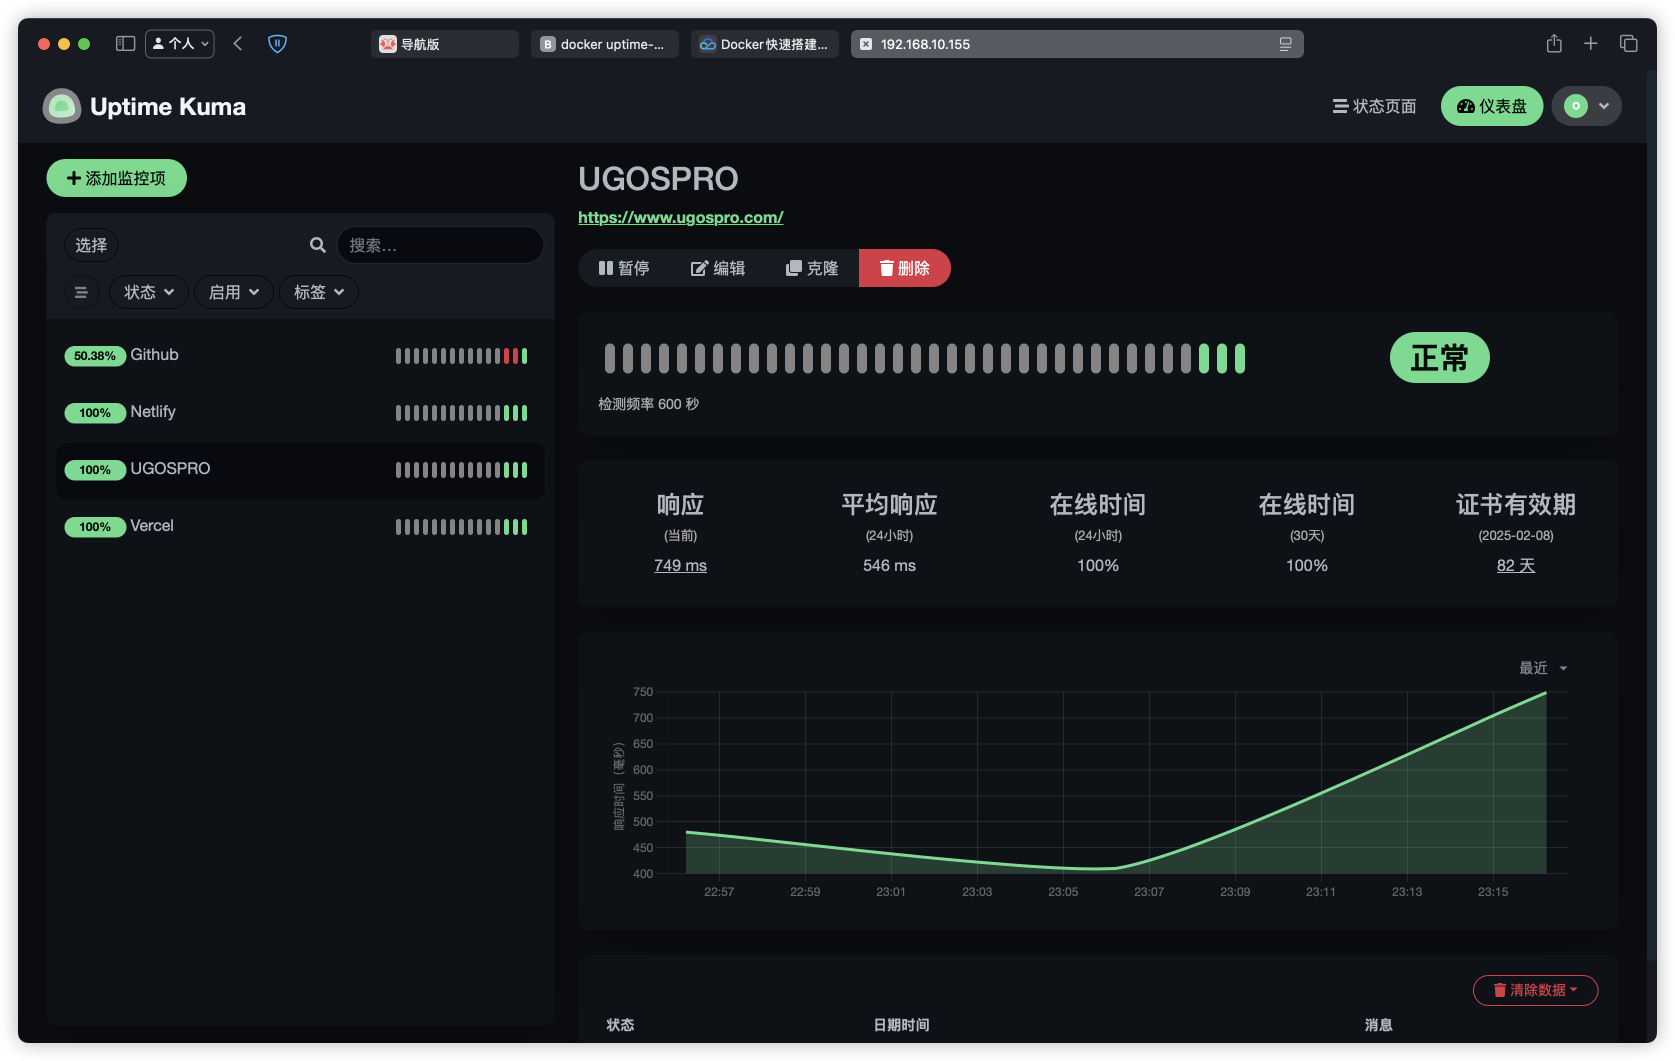 个人
导航版
B docker uptime-...
Docker快速搭建...
192.168.10.155
Uptime Kuma
状态页面
仪表盘
O
添加监控项
选择
搜索...
状态
启用
标签
50.38% Github
100% Netlify
100% UGOSPRO
100% Vercel
UGOSPRO
https://www.ugospro.com/
暂停
编辑
克隆
删除
正常
检测频率 600 秒
响应
(当前)
749 ms
平均响应
(24小时)
546 ms
在线时间
(24小时)
100%
在线时间
(30天)
100%
证书有效期
(2025-02-08)
82 天
最近
响应时间（毫秒）
750
700
650
600
550
500
450
400
22:57 22:59 23:01 23:03 23:05 23:07 23:09 23:11 23:13 23:15
清除数据
状态 日期时间 消息